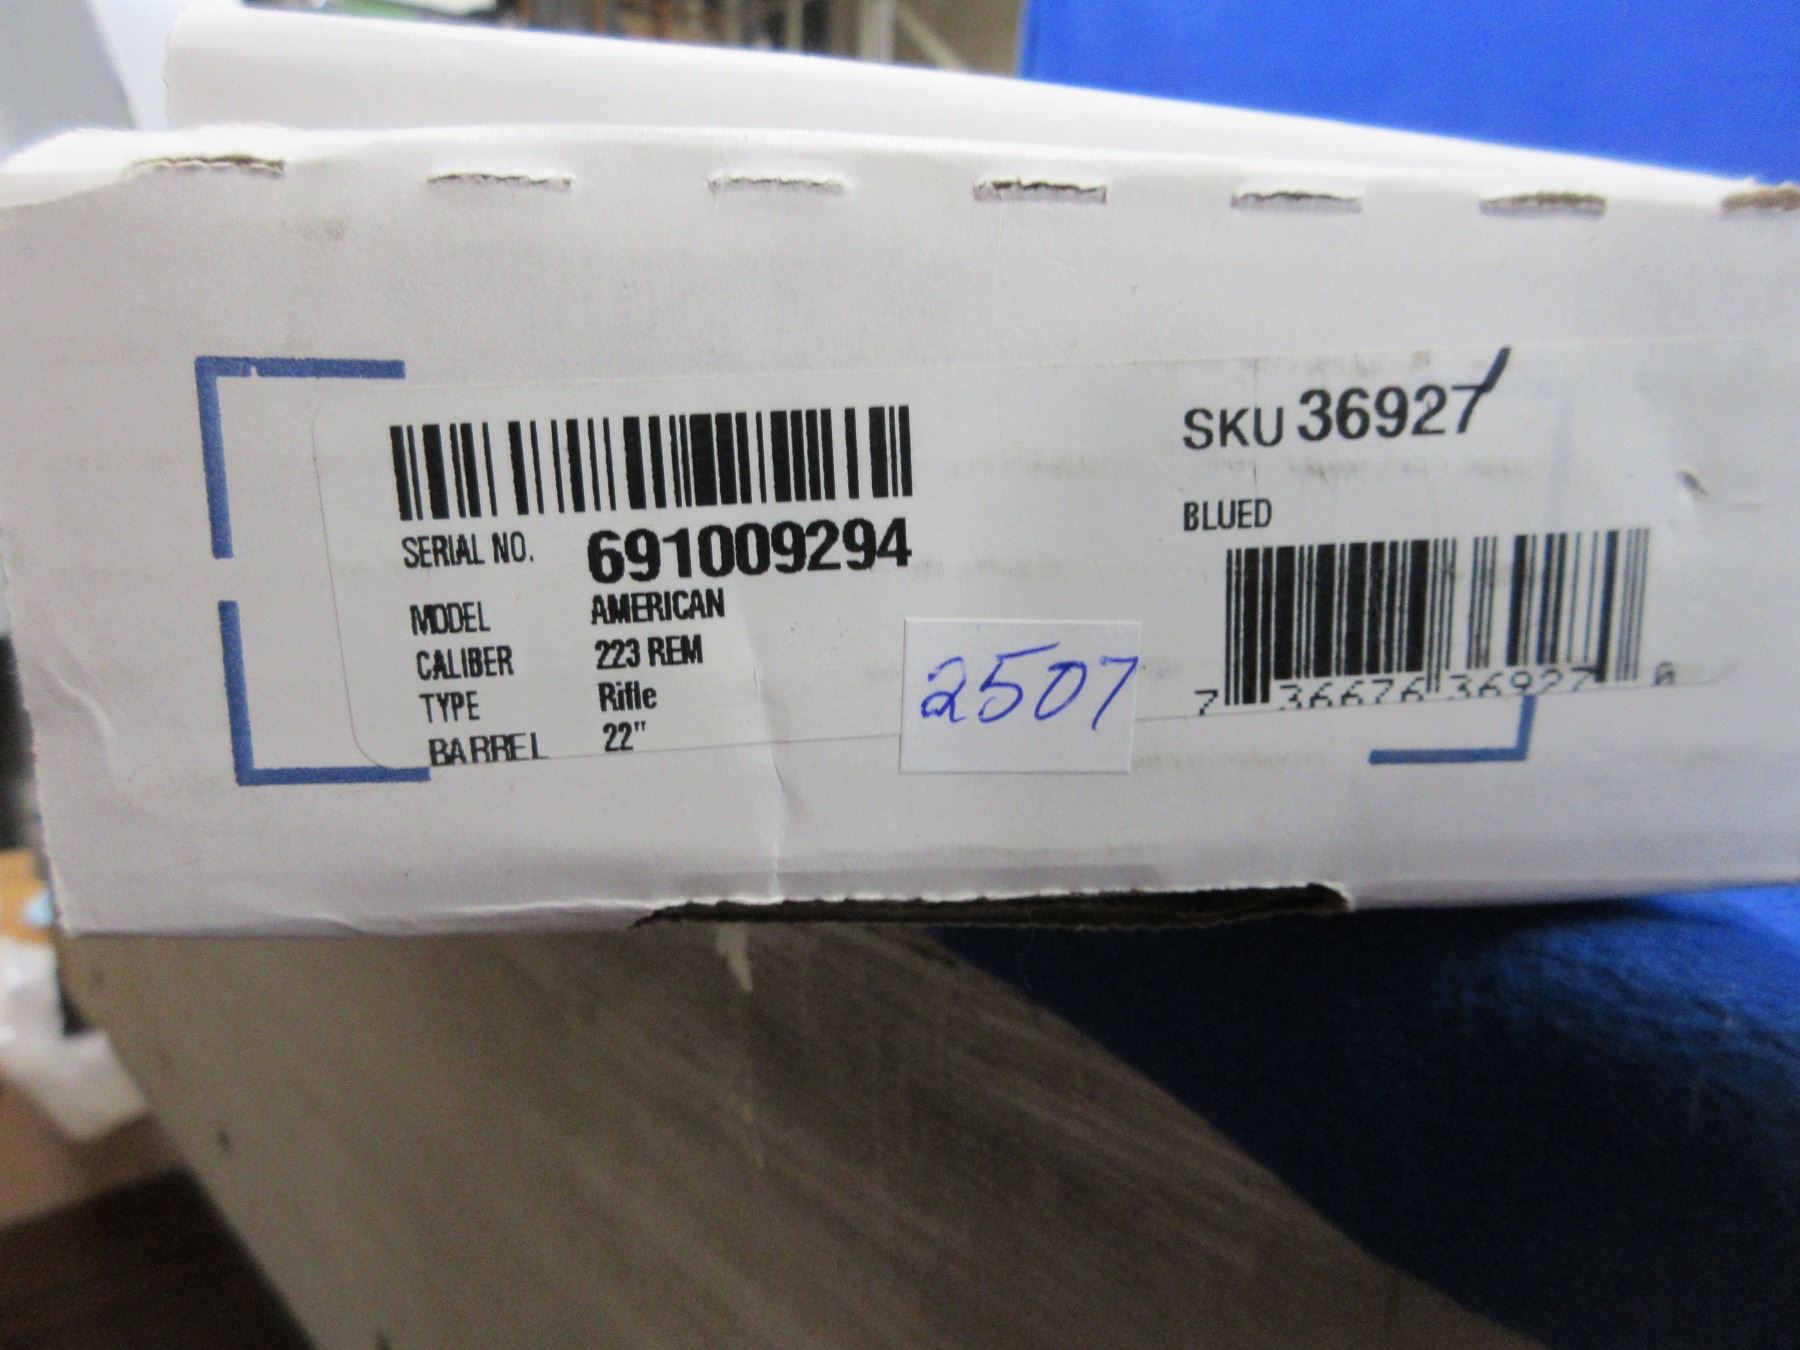 SKU 36927
SERIAL NO. 691009294
BLUED
MODEL AMERICAN
CALIBER 223 REM
TYPE Rifle
BARREL 22"
2507
7 36676 36927 0